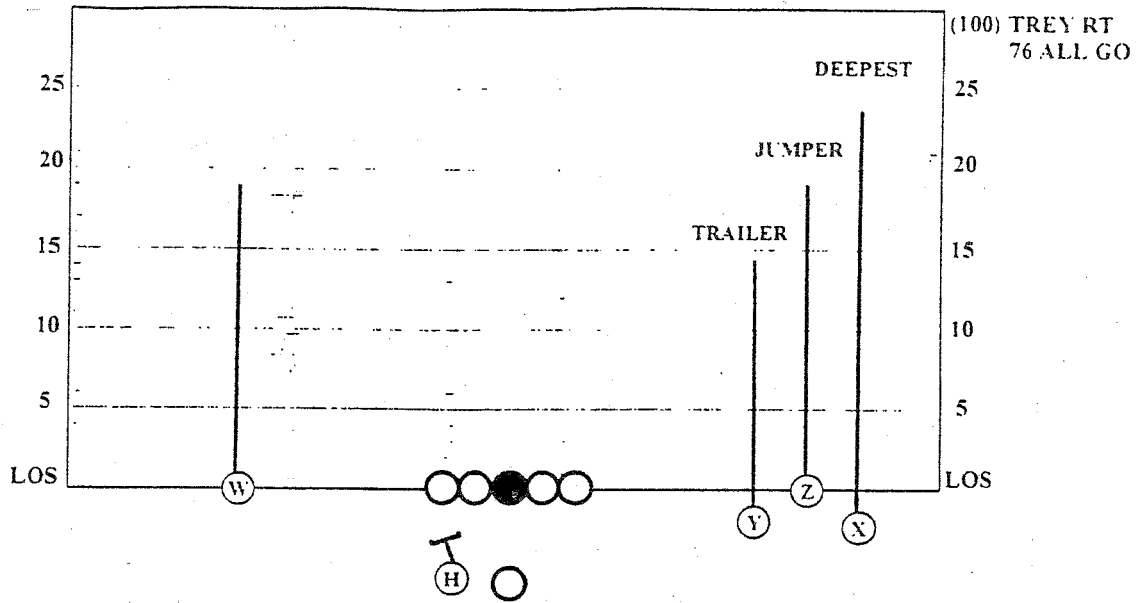 (100) TREY RT
76 ALL GO
DEEPEST
25
25
JUMPER
20
20
TRAILER
15
15
10
10
5
5
LOS
LOS
W
Z
Y
X
H